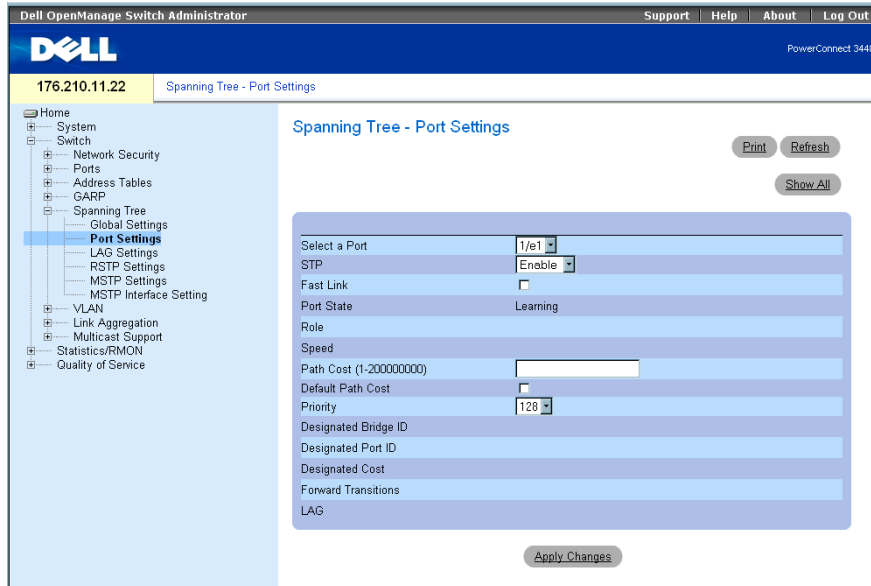 Dell OpenManage Switch Administrator
Support Help About Log Out
DELL
PowerConnect 3448
176.210.11.22
Spanning Tree - Port Settings
Home
System
Switch
Network Security
Ports
Address Tables
GARP
Spanning Tree
Global Settings
Port Settings
LAG Settings
RSTP Settings
MSTP Settings
MSTP Interface Setting
VLAN
Link Aggregation
Multicast Support
Statistics/RMON
Quality of Service
Spanning Tree - Port Settings
Print Refresh
Show All
Select a Port 1/e1
STP Enable
Fast Link
Port State Learning
Role
Speed
Path Cost (1-200000000)
Default Path Cost
Priority 128
Designated Bridge ID
Designated Port ID
Designated Cost
Forward Transitions
LAG
Apply Changes